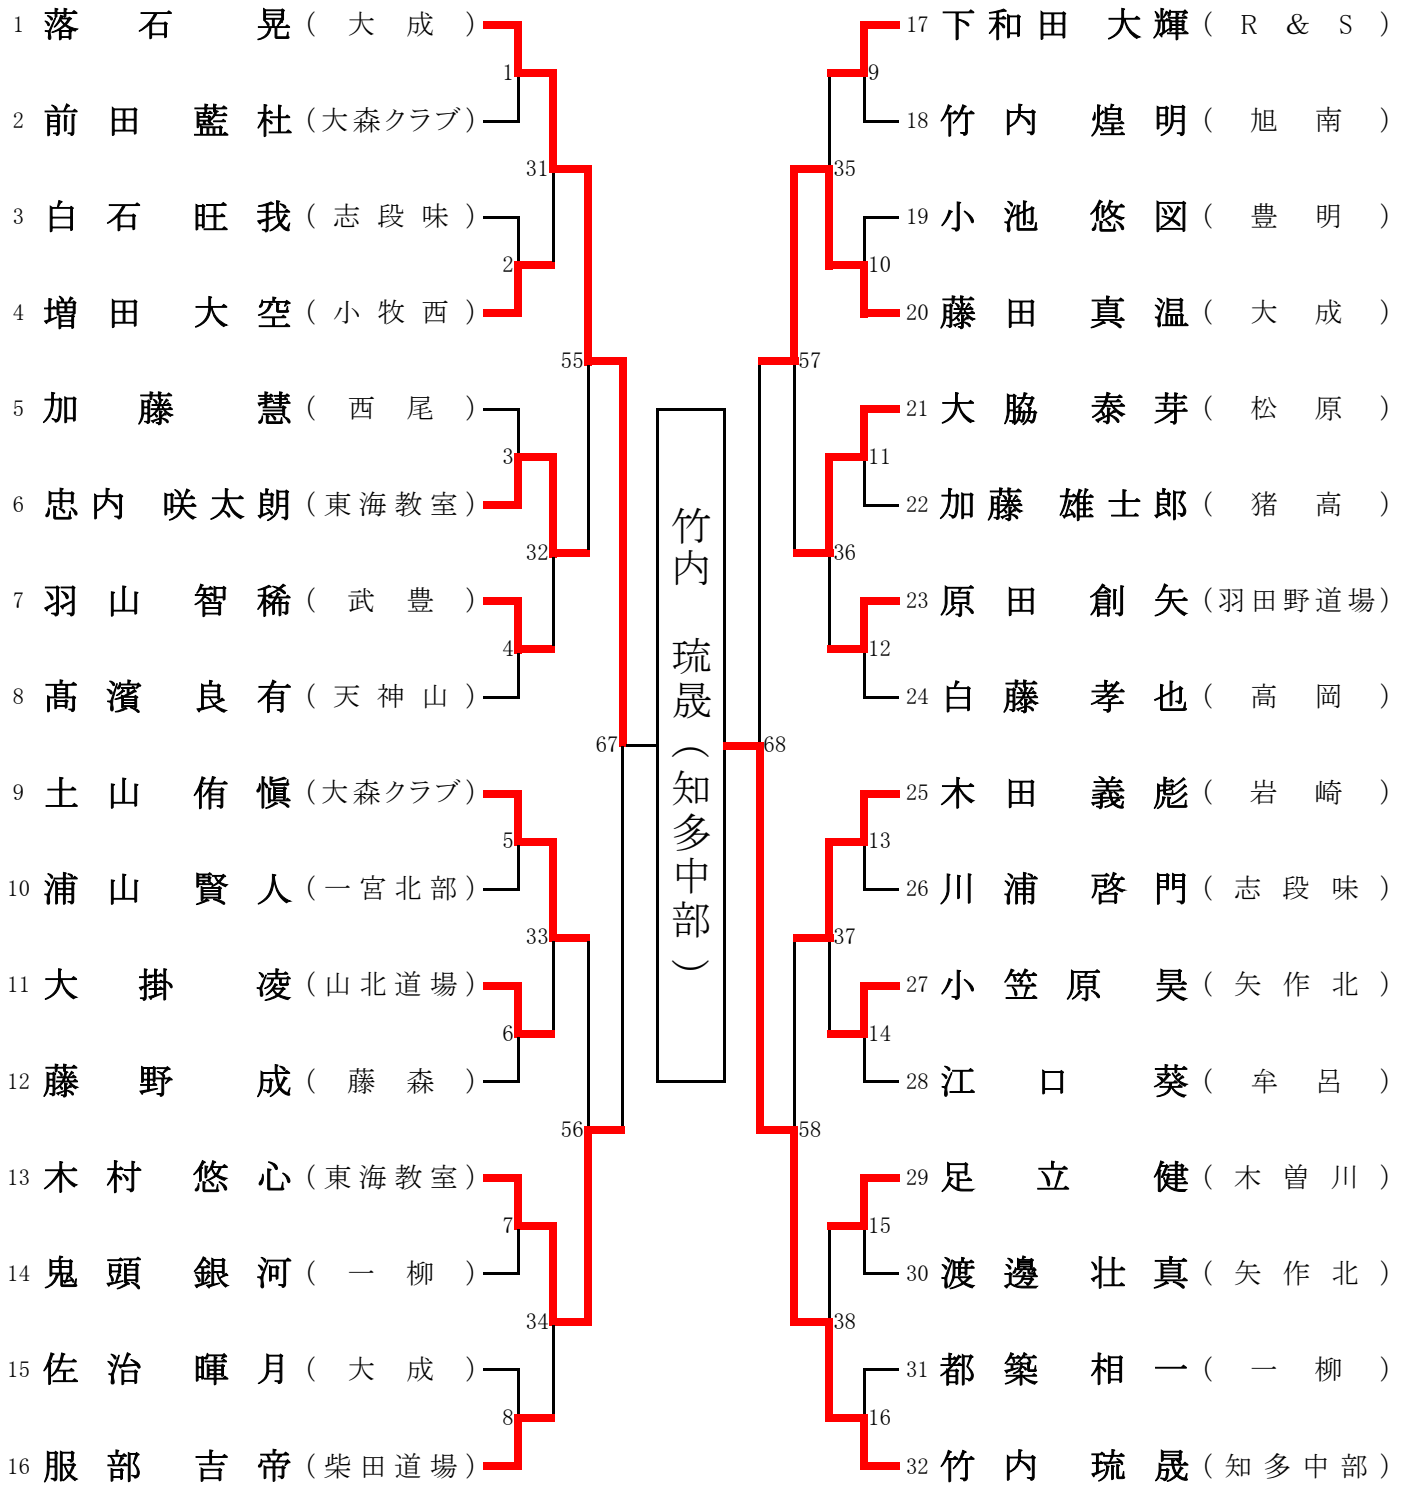 1 落石 晃 (大成)
2 前田 藍杜 (大森クラブ)
3 白石 旺我 (志段味)
4 増田 大空 (小牧西)
5 加藤 慧 (西尾)
6 忠内 咲太朗 (東海教室)
7 羽山 智稀 (武豊)
8 髙濱 良有 (天神山)
9 土山 侑愼 (大森クラブ)
10 浦山 賢人 (一宮北部)
11 大掛 凌 (山北道場)
12 藤野 成 (藤森)
13 木村 悠心 (東海教室)
14 鬼頭 銀河 (一柳)
15 佐治 暉月 (大成)
16 服部 吉帝 (柴田道場)
1
2
3
4
5
6
7
8
31
32
33
34
55
56
67
竹内 琉晟(知多中部)
68
57
58
35
36
37
38
9
10
11
12
13
14
15
16
17 下和田 大輝 (R&S)
18 竹内 煌明 (旭南)
19 小池 悠図 (豊明)
20 藤田 真温 (大成)
21 大脇 泰芽 (松原)
22 加藤 雄士郎 (猪高)
23 原田 創矢 (羽田野道場)
24 白藤 孝也 (高岡)
25 木田 義彪 (岩崎)
26 川浦 啓門 (志段味)
27 小笠原 昊 (矢作北)
28 江口 葵 (牟呂)
29 足立 健 (木曽川)
30 渡邊 壮真 (矢作北)
31 都築 相一 (一柳)
32 竹内 琉晟 (知多中部)